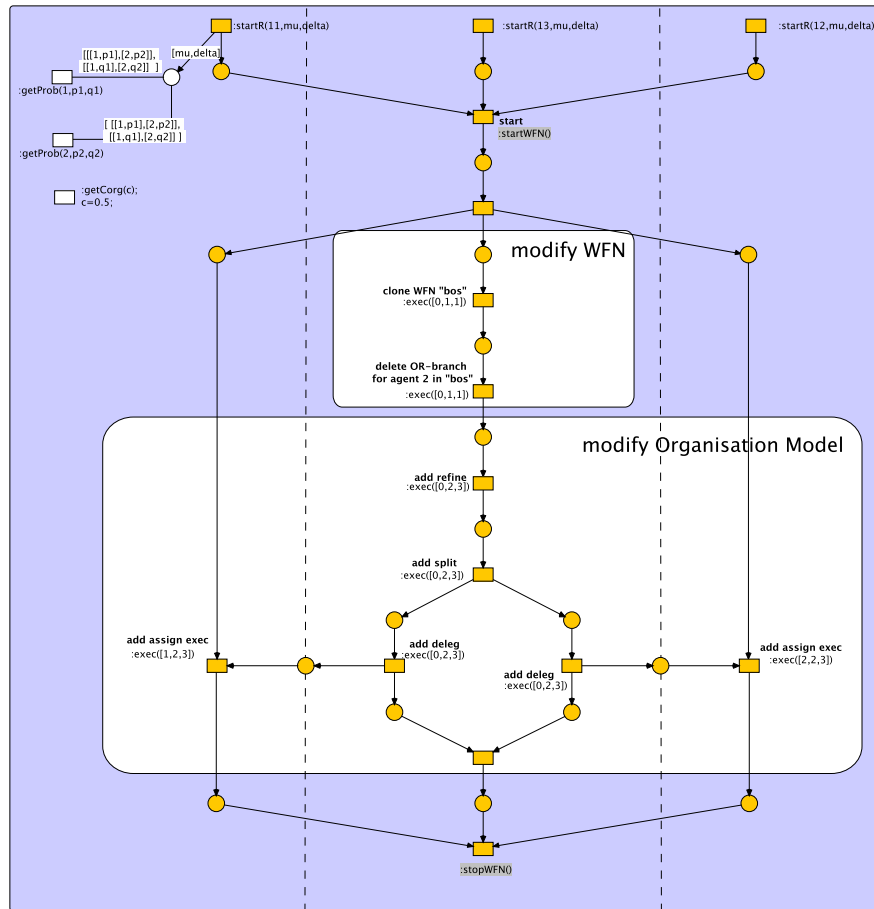 :startR(11,mu,delta)
:startR(13,mu,delta)
:startR(12,mu,delta)
[mu,delta]
[[[1,p1],[2,p2]],
[[1,q1],[2,q2]] ]
:getProb(1,p1,q1)
[ [[1,p1],[2,p2]],
[[1,q1],[2,q2]] ]
:getProb(2,p2,q2)
start
:startWFN()
:getCorg(c);
c=0.5;
modify WFN
clone WFN "bos"
:exec([0,1,1])
delete OR-branch
for agent 2 in "bos"
:exec([0,1,1])
modify Organisation Model
add refine
:exec([0,2,3])
add split
:exec([0,2,3])
add assign exec
:exec([1,2,3])
add deleg
:exec([0,2,3])
add deleg
:exec([0,2,3])
add assign exec
:exec([2,2,3])
:stopWFN()